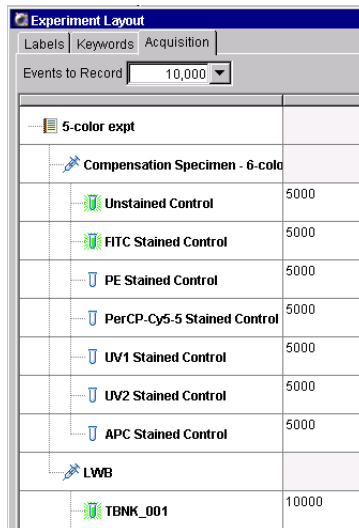 Experiment Layout
Labels Keywords Acquisition
Events to Record 10,000
5-color expt
Compensation Specimen - 6-colo
Unstained Control 5000
FITC Stained Control 5000
PE Stained Control 5000
PerCP-Cy5-5 Stained Control 5000
UV1 Stained Control 5000
UV2 Stained Control 5000
APC Stained Control 5000
LWB
TBNK_001 10000